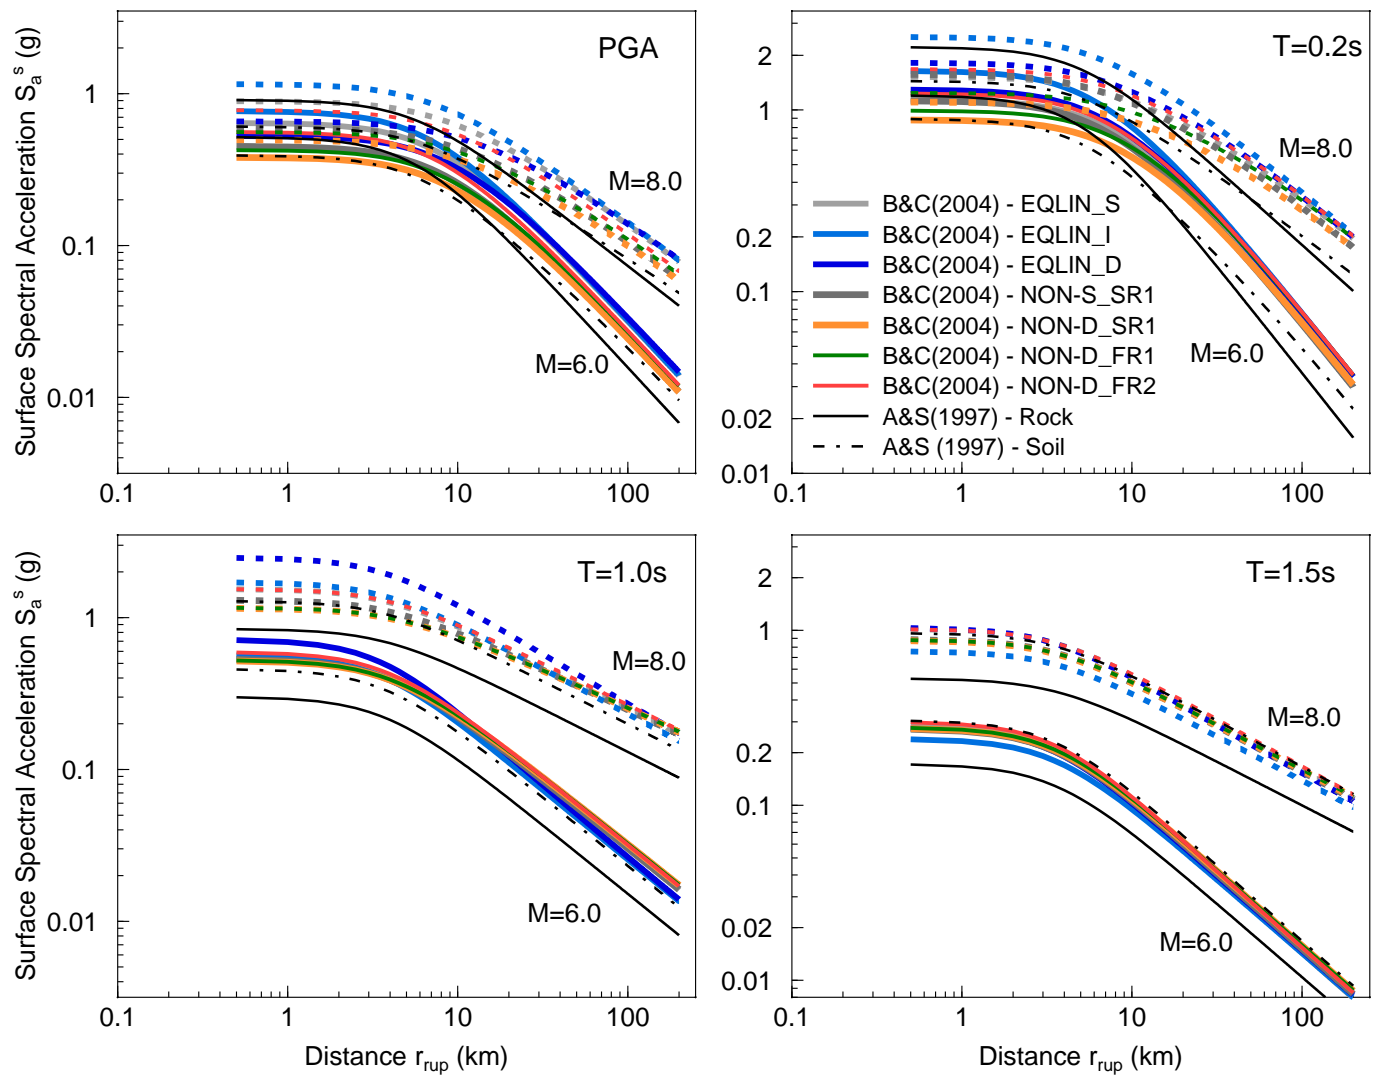 Surface Spectral Acceleration Sₐˢ (g)
PGA
1
0.1
0.01
M=8.0
M=6.0
0.1 1 10 100
T=0.2s
2
1
0.2
0.1
0.02
0.01
M=8.0
M=6.0
B&C(2004) - EQLIN_S
B&C(2004) - EQLIN_I
B&C(2004) - EQLIN_D
B&C(2004) - NON-S_SR1
B&C(2004) - NON-D_SR1
B&C(2004) - NON-D_FR1
B&C(2004) - NON-D_FR2
A&S(1997) - Rock
A&S (1997) - Soil
0.1 1 10 100
Surface Spectral Acceleration Sₐˢ (g)
T=1.0s
1
0.1
0.01
M=8.0
M=6.0
0.1 1 10 100
Distance r_rup (km)
T=1.5s
2
1
0.2
0.1
0.02
0.01
M=8.0
M=6.0
0.1 1 10 100
Distance r_rup (km)